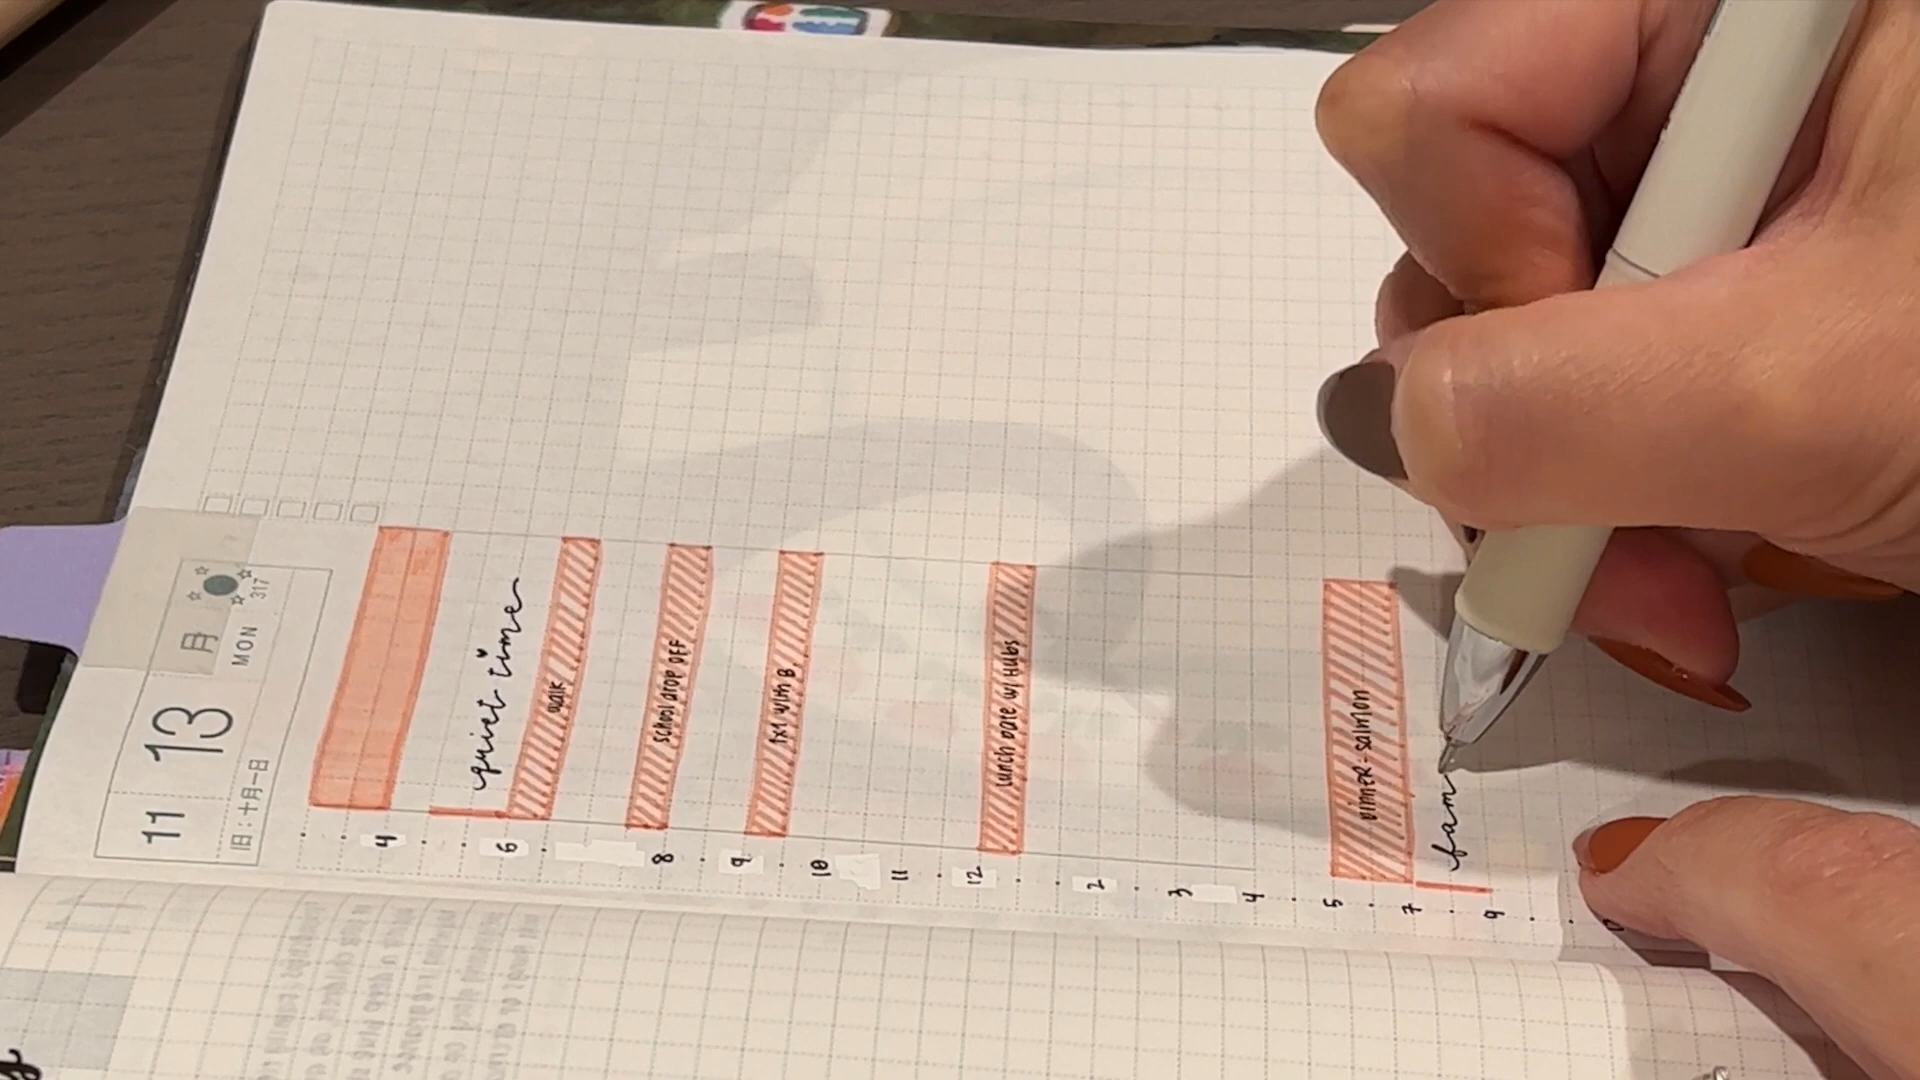 11 13 月
MON
317
旧:十月一日
4
quiet time
6
walk
8
school drop off
9
1x1 with B
10
11
12
lunch date w/ Hubs
2
3
4
5
DinnER: salmon
7
fam
9